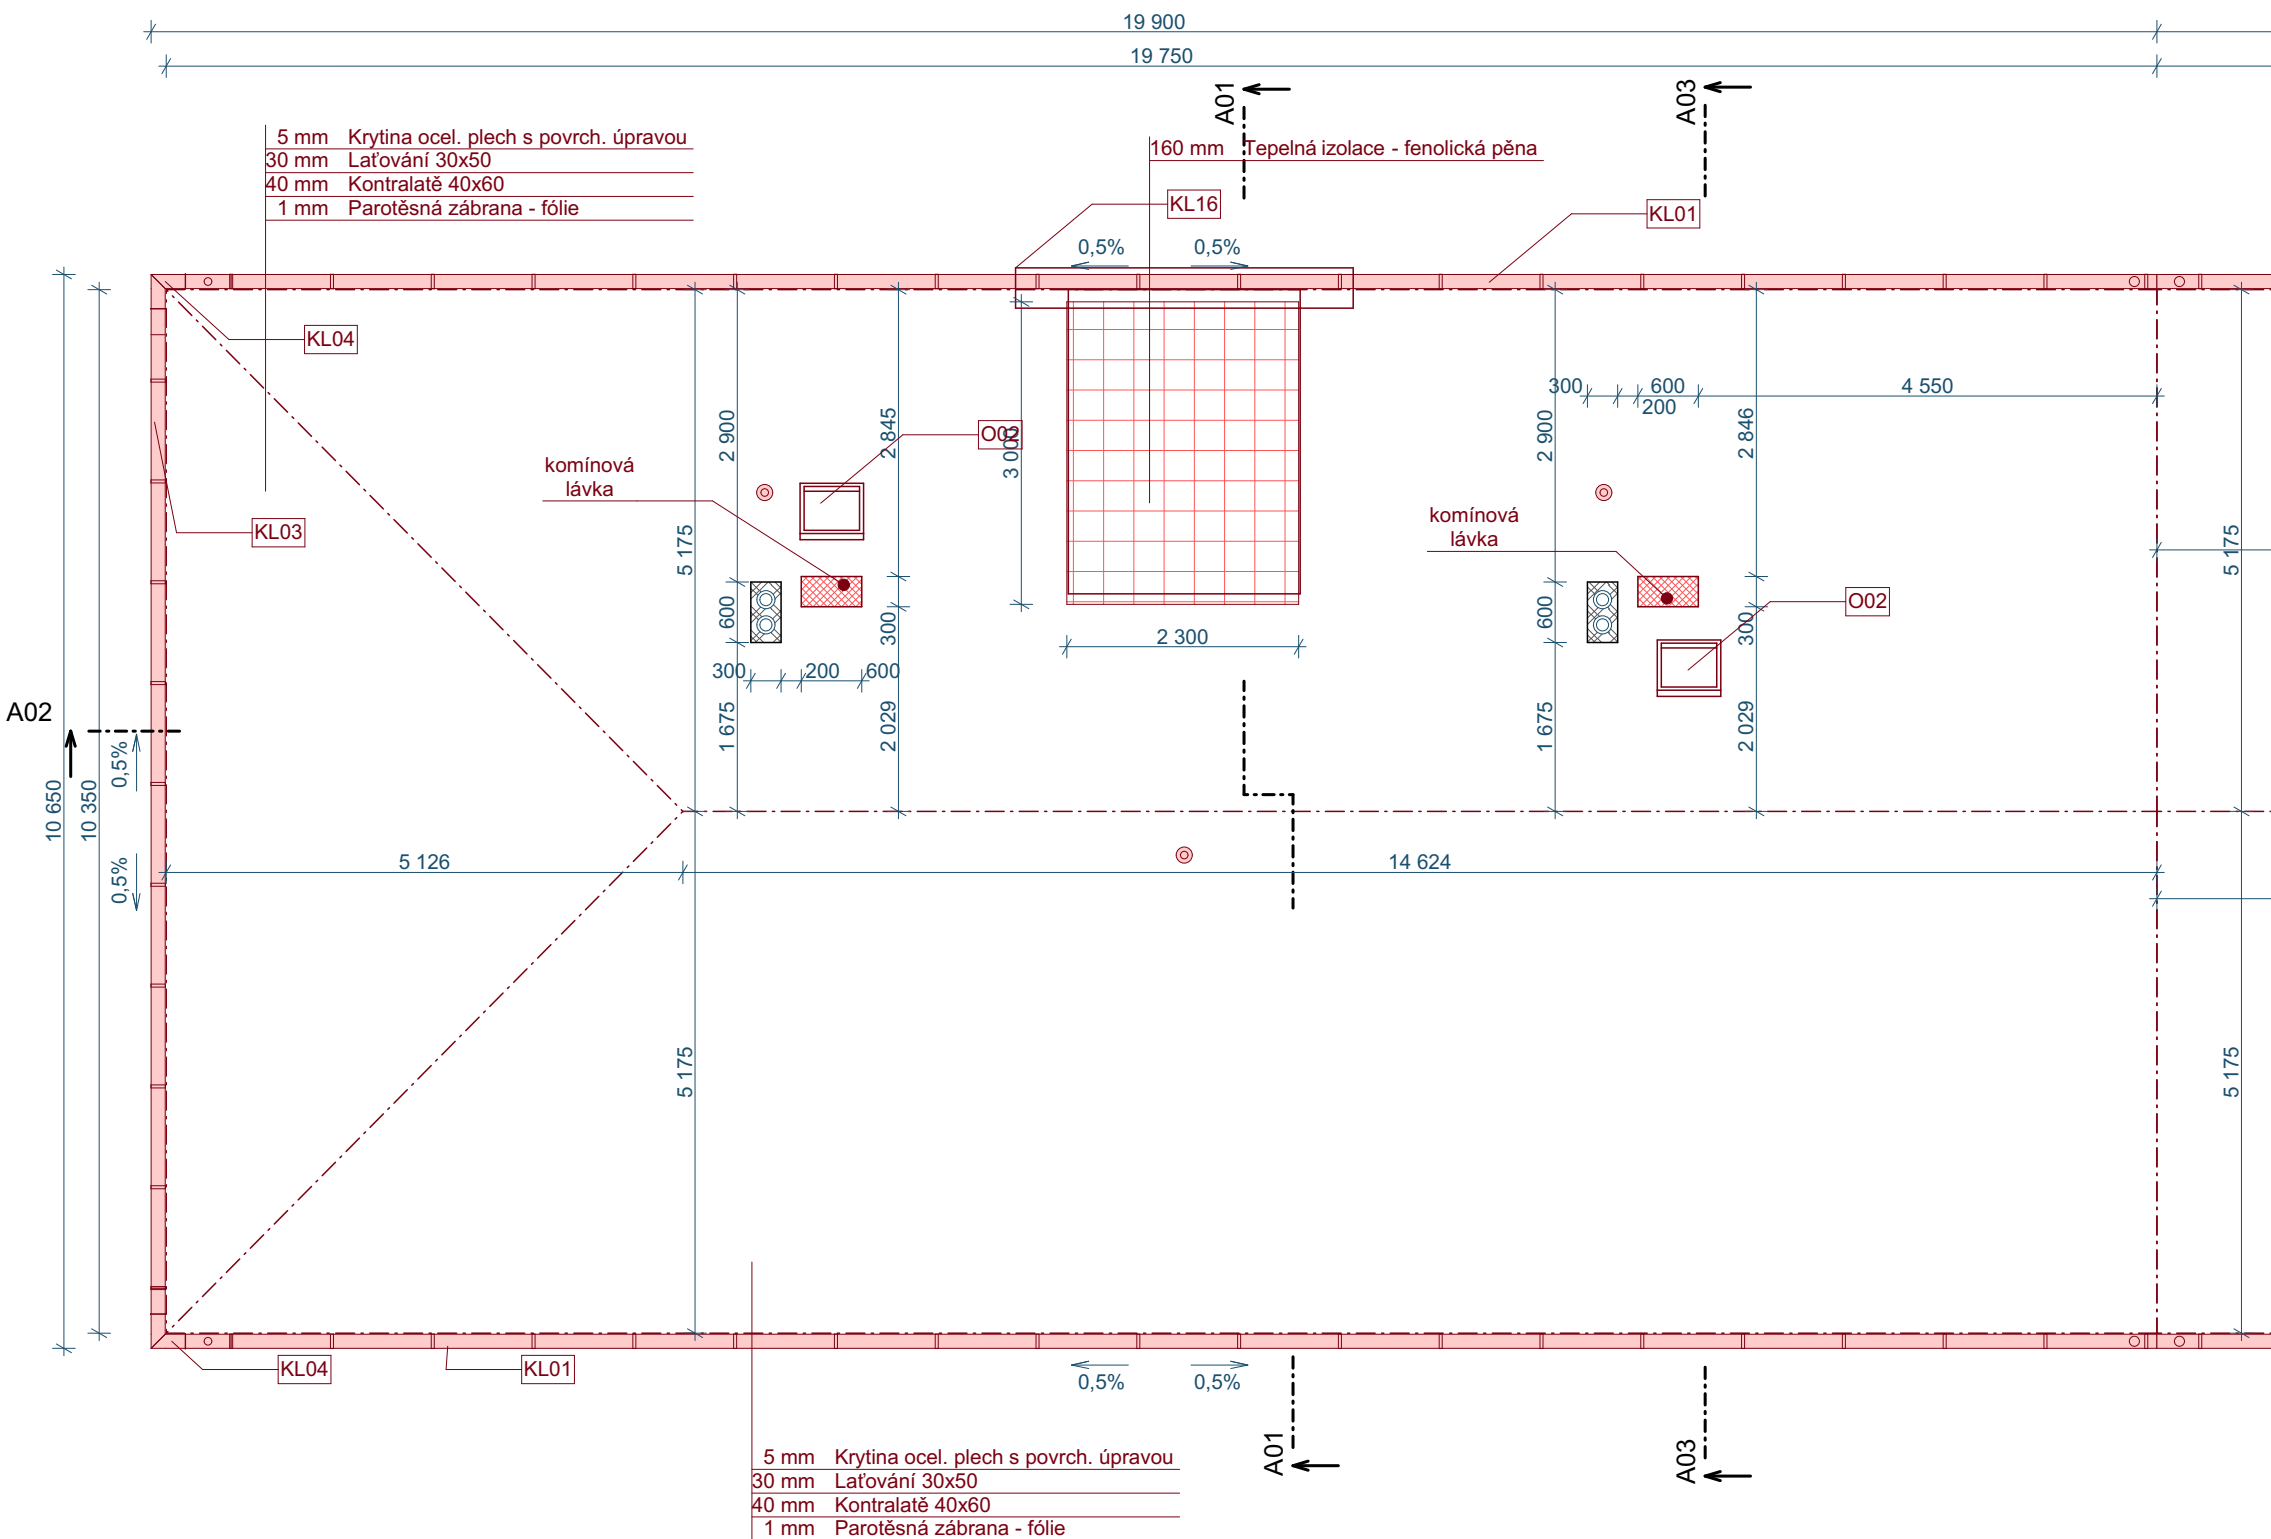 19 900
19 750
A01
A03
5 mm Krytina ocel. plech s povrch. úpravou
30 mm Laťování 30x50
40 mm Kontralatě 40x60
1 mm Parotěsná zábrana - fólie
160 mm Tepelná izolace - fenolická pěna
KL16
KL01
0,5%
0,5%
KL04
300
600
200
4 550
2 900
2 845
3 000
O02
2 900
2 846
komínová
lávka
komínová
lávka
KL03
5 175
5 175
600
300
600
300
O02
2 300
300
200
600
A02
1 675
2 029
1 675
2 029
0,5%
10 650
10 350
0,5%
5 126
14 624
5 175
5 175
KL04
KL01
0,5%
0,5%
A01
A03
5 mm Krytina ocel. plech s povrch. úpravou
30 mm Laťování 30x50
40 mm Kontralatě 40x60
1 mm Parotěsná zábrana - fólie